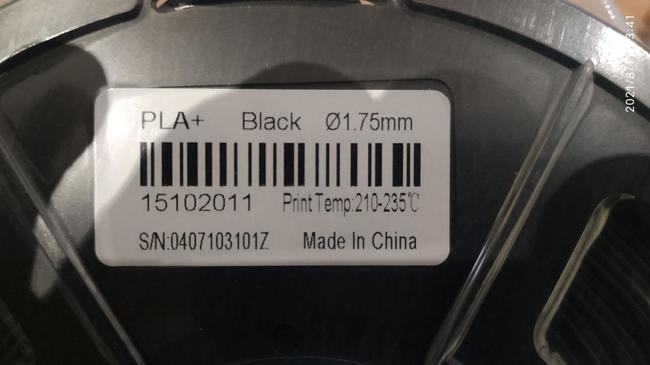 PLA+ Black Ø1.75mm
15102011 Print Temp:210-235℃
S/N:0407103101Z Made In China